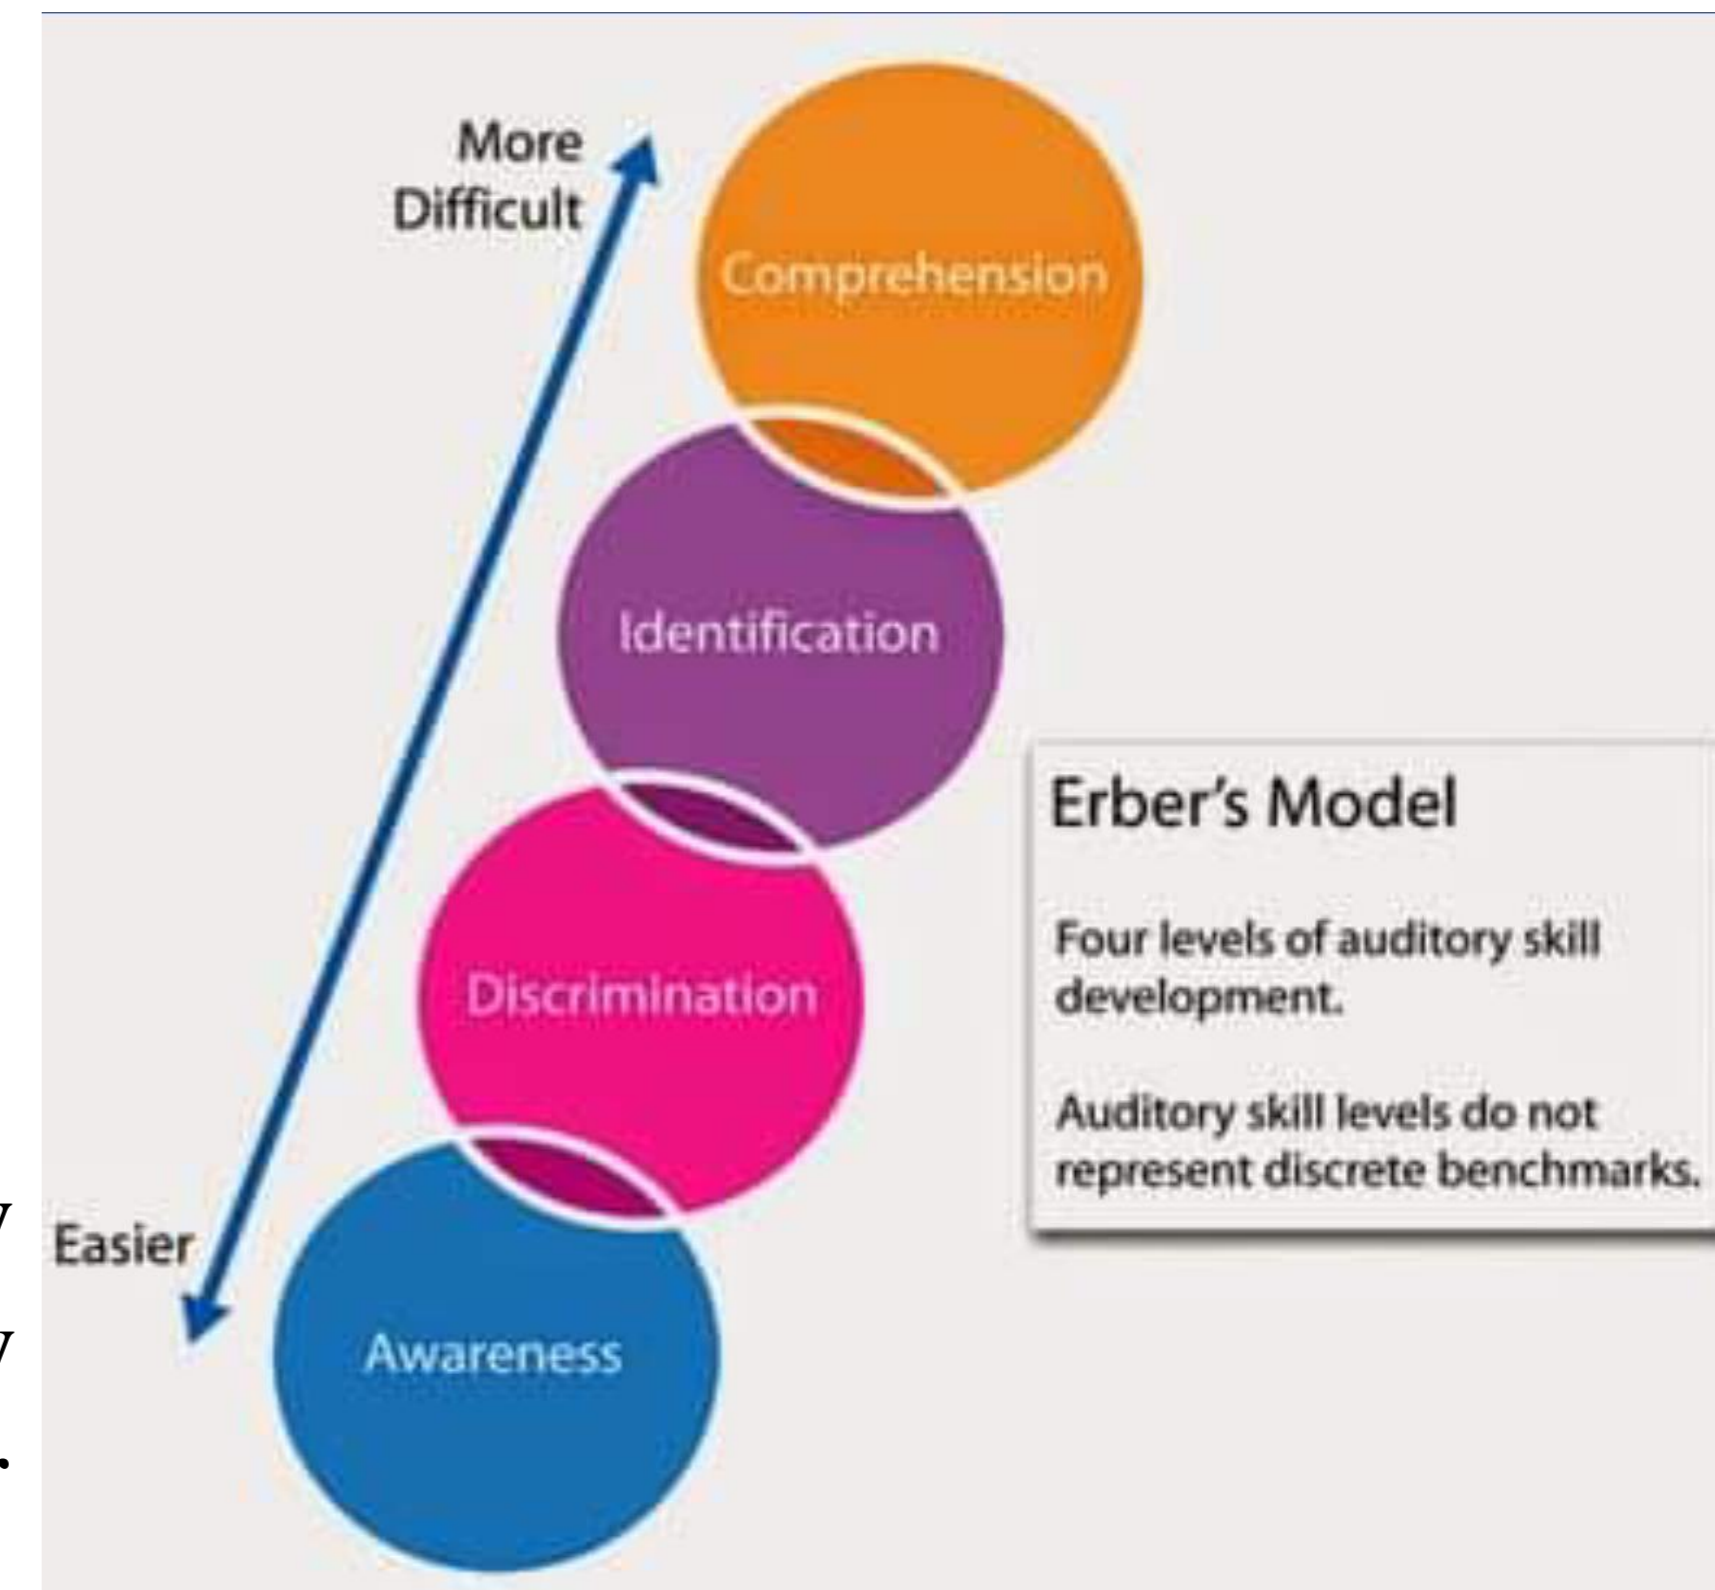 More
Difficult
Comprehension
Identification
Discrimination
Easier
Awareness
Erber's Model
Four levels of auditory skill
development.
Auditory skill levels do not
represent discrete benchmarks.